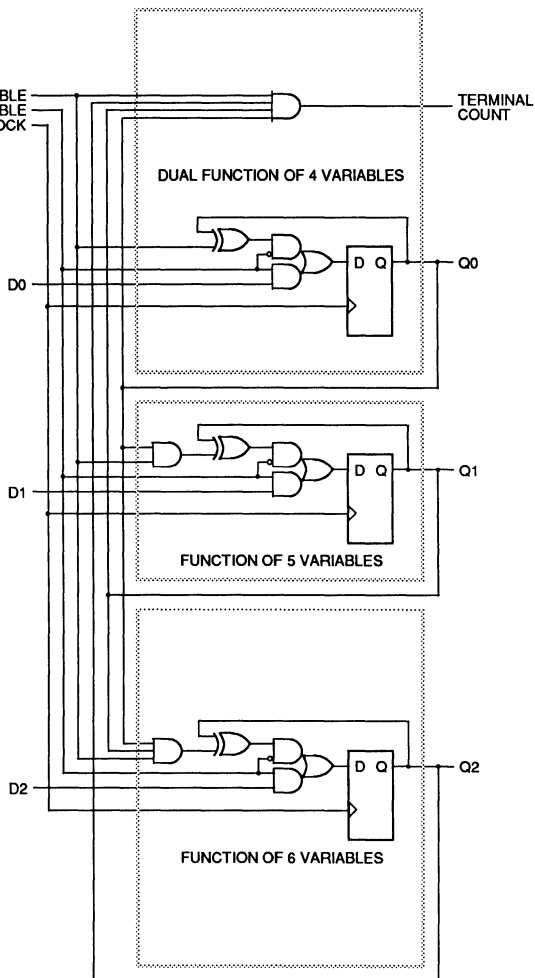 BLE
BLE
OCK
TERMINAL
COUNT
DUAL FUNCTION OF 4 VARIABLES
D0
D Q
Q0
D1
D Q
Q1
FUNCTION OF 5 VARIABLES
D2
D Q
Q2
FUNCTION OF 6 VARIABLES